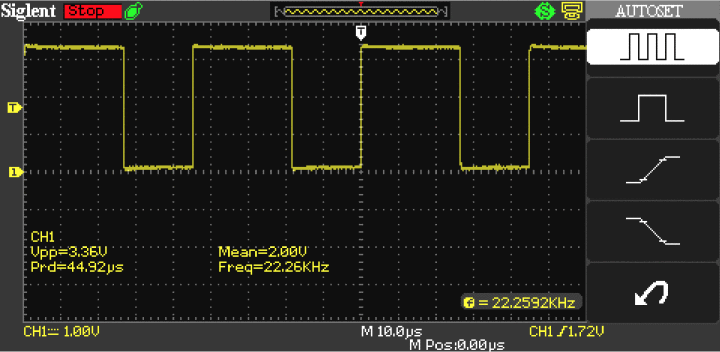 Siglent Stop AUTOSET
T
T
1
CH1
Vpp=3.36V Mean=2.00V
Prd=44.92µs Freq=22.26KHz
f = 22.2592KHz
CH1 1.00V M 10.0µs CH1 1.72V
M Pos:0.00µs